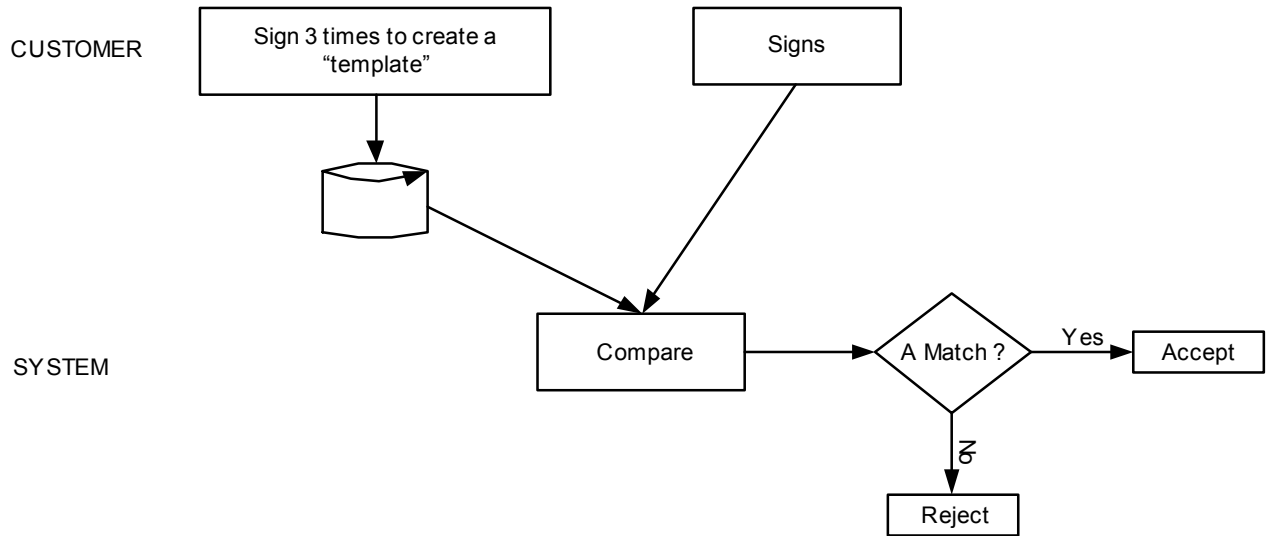 CUSTOMER
Sign 3 times to create a
“template”
Signs
SYSTEM
Compare
A Match ?
Yes
Accept
No
Reject